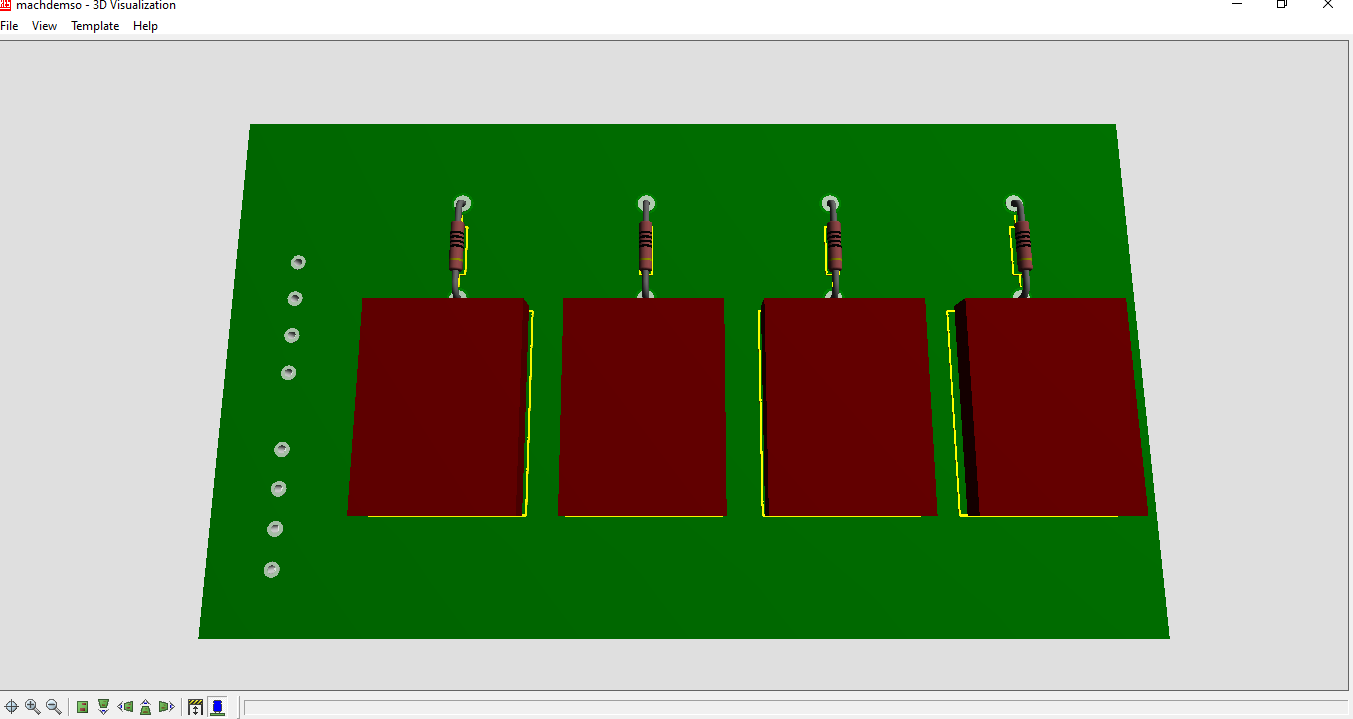 machdemso - 3D Visualization
File View Template Help